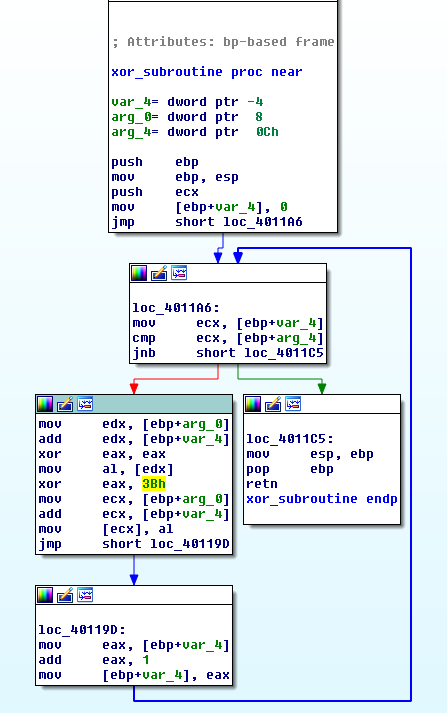 ; Attributes: bp-based frame
xor_subroutine proc near
var_4= dword ptr -4
arg_0= dword ptr  8
arg_4= dword ptr  0Ch
push    ebp
mov     ebp, esp
push    ecx
mov     [ebp+var_4], 0
jmp     short loc_4011A6
loc_4011A6:
mov     ecx, [ebp+var_4]
cmp     ecx, [ebp+arg_4]
jnb     short loc_4011C5
mov     edx, [ebp+arg_0]
add     edx, [ebp+var_4]
xor     eax, eax
mov     al, [edx]
xor     eax, 3Bh
mov     ecx, [ebp+arg_0]
add     ecx, [ebp+var_4]
mov     [ecx], al
jmp     short loc_40119D
loc_4011C5:
mov     esp, ebp
pop     ebp
retn
xor_subroutine endp
loc_40119D:
mov     eax, [ebp+var_4]
add     eax, 1
mov     [ebp+var_4], eax